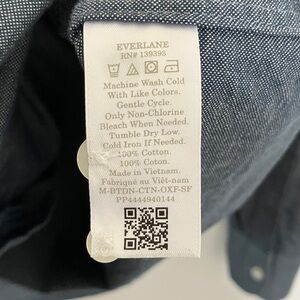 EVERLANE
RN# 139393
Machine Wash Cold
With Like Colors.
Gentle Cycle.
Only Non-Chlorine
Bleach When Needed.
Tumble Dry Low.
Cold Iron If Needed.
100% Cotton.
100% Coton.
Made in Vietnam.
Fabriqué au Viêt-nam
M-BTDN-CTN-OXF-SF
PP4444940144